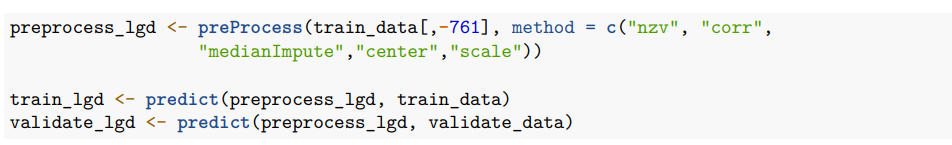 preprocess_lgd <- preProcess(train_data[,-761], method = c("nzv", "corr",
"medianImpute","center","scale"))
train_lgd <- predict(preprocess_lgd, train_data)
validate_lgd <- predict(preprocess_lgd, validate_data)